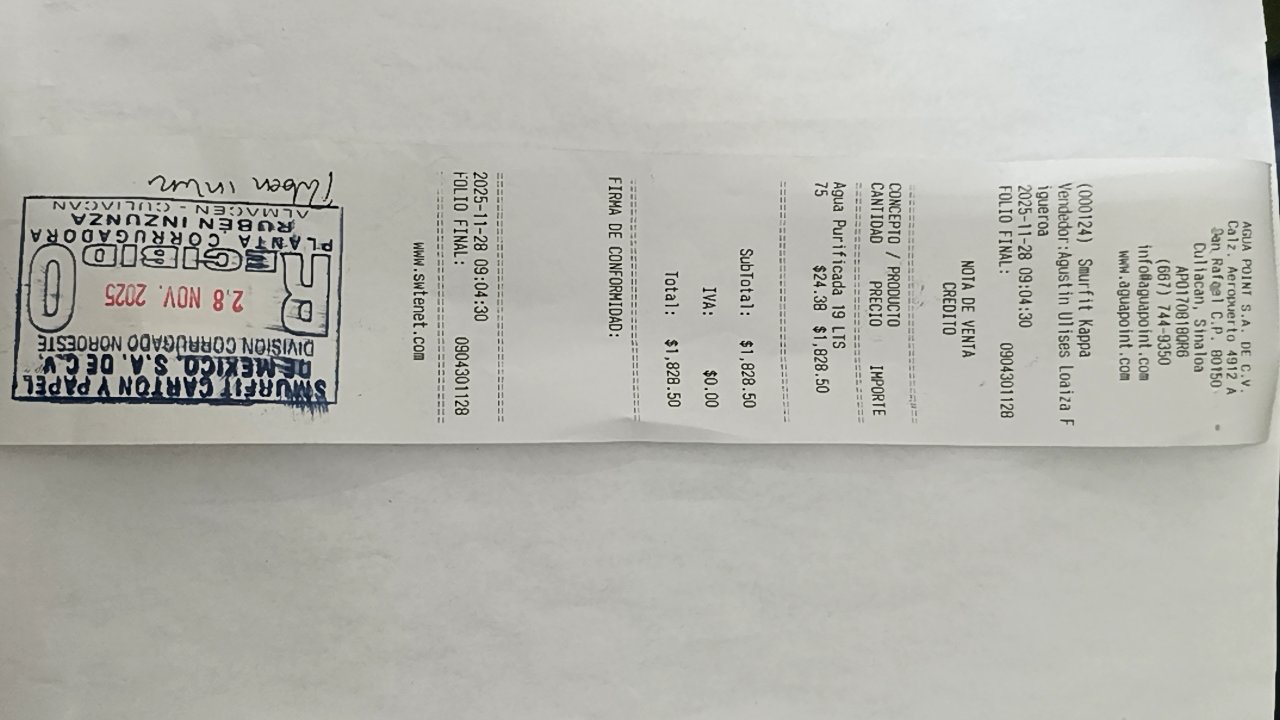 AGUA POINT S.A. DE C.V.
Calz. Aeropuerto 4912 A
San Rafael C.P. 80150
Culiacan, Sinaloa
APO170818QR6
(667) 744-9350
info@aguapoint.com
www.aguapoint.com
(000124) Smurfit Kappa
Vendedor:Agustin Ulises Loaiza F
igueroa
2025-11-28 09:04:30
FOLIO FINAL: 0904301128
NOTA DE VENTA
CREDITO
CONCEPTO / PRODUCTO
CANTIDAD PRECIO IMPORTE
Agua Purificada 19 LTS
75 $24.38 $1,828.50
SubTotal: $1,828.50
IVA: $0.00
Total: $1,828.50
FIRMA DE CONFORMIDAD:
2025-11-28 09:04:30
FOLIO FINAL: 0904301128
www.swfenet.com
SMURFIT CARTON Y PAPEL
DE MEXICO, S.A. DE C.V.
DIVISION CORRUGADO NOROESTE
28 NOV. 2025
RECIBIDO
PLANTA CORRUGADORA
RUBÉN INZUNZA
ALMACEN - CULIACAN
Ruben